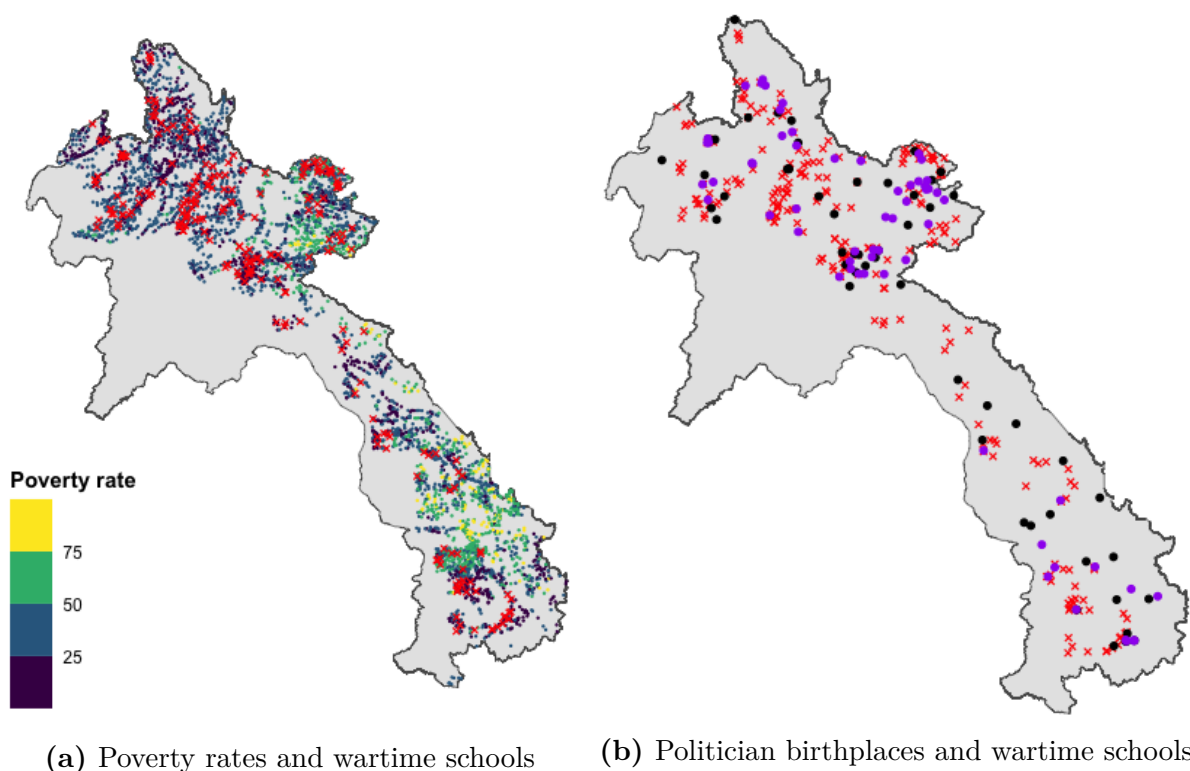 Poverty rate
75
50
25
(a) Poverty rates and wartime schools
(b) Politician birthplaces and wartime schools